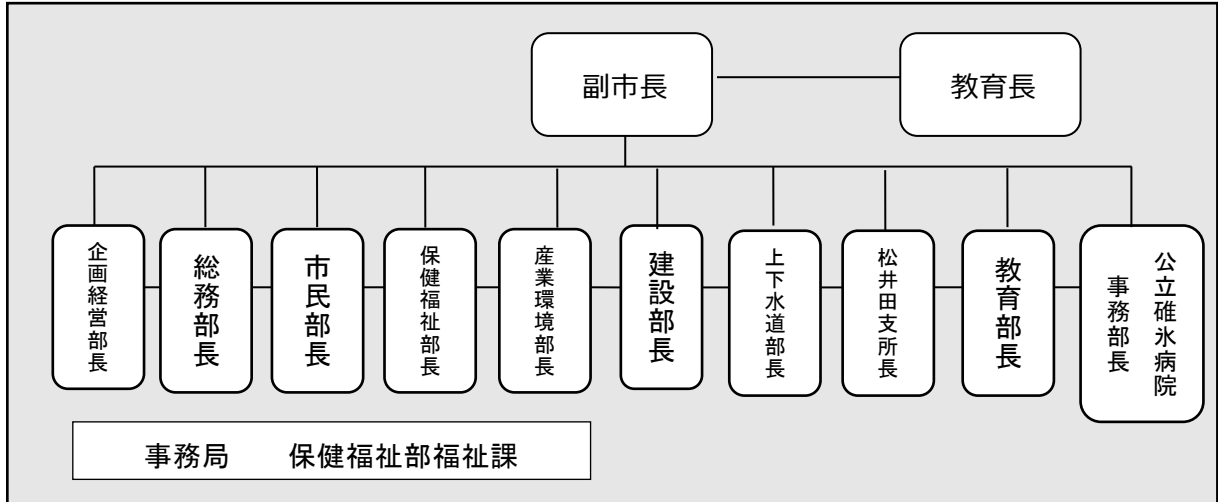 副市長
教育長
企画経営部長
総務部長
市民部長
保健福祉部長
産業環境部長
建設部長
上下水道部長
松井田支所長
教育部長
公立碓氷病院
事務部長
事務局　　保健福祉部福祉課